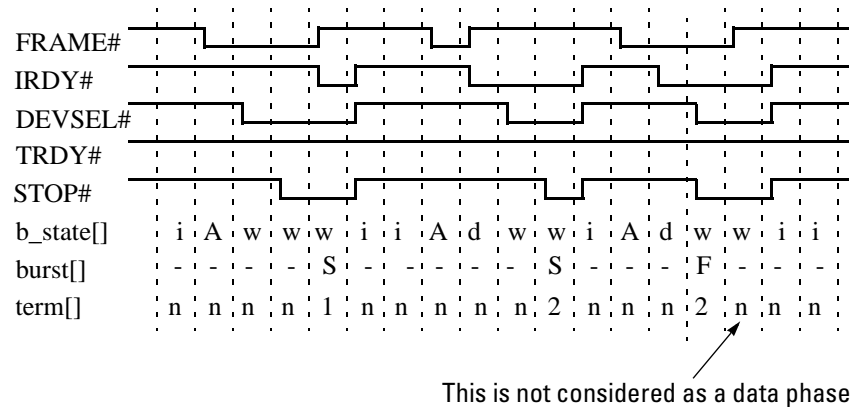 FRAME#
IRDY#
DEVSEL#
TRDY#
STOP#
b_state[] i A w w w i i A d w w i A d w w i i
burst[] - - - - S - - - - - S - - - F - - -
term[] n n n n 1 n n n n n 2 n n n 2 n n n
This is not considered as a data phase